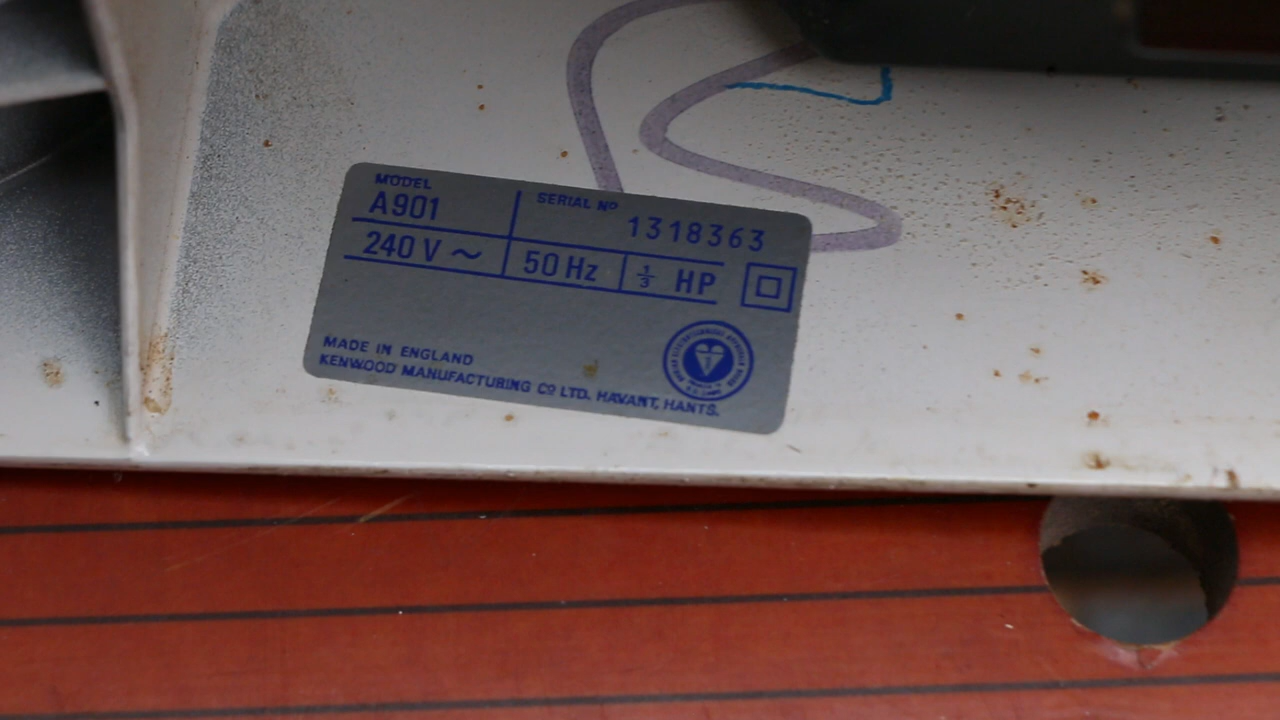 MODEL
A901
SERIAL Nº
1318363
240 V ~
50 Hz
1/3 HP
MADE IN ENGLAND
KENWOOD MANUFACTURING Cº LTD. HAVANT, HANTS.